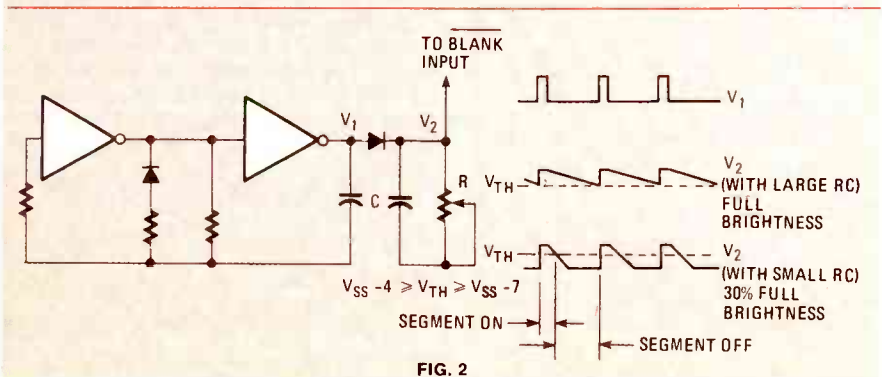 TO BLANK
INPUT
V1
V2
C
R
VSS -4 ⩾ VTH ⩾ VSS -7
V1
VTH
V2
(WITH LARGE RC)
FULL
BRIGHTNESS
VTH
V2
(WITH SMALL RC)
30% FULL
BRIGHTNESS
SEGMENT ON
SEGMENT OFF
FIG. 2